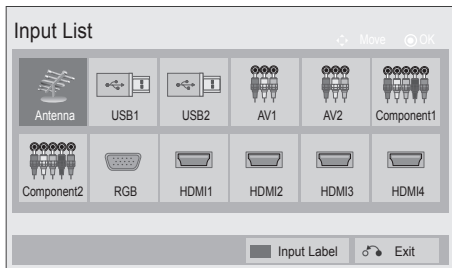 Input List
Move OK
Antenna USB1 USB2 AV1 AV2 Component1
Component2 RGB HDMI1 HDMI2 HDMI3 HDMI4
Input Label Exit